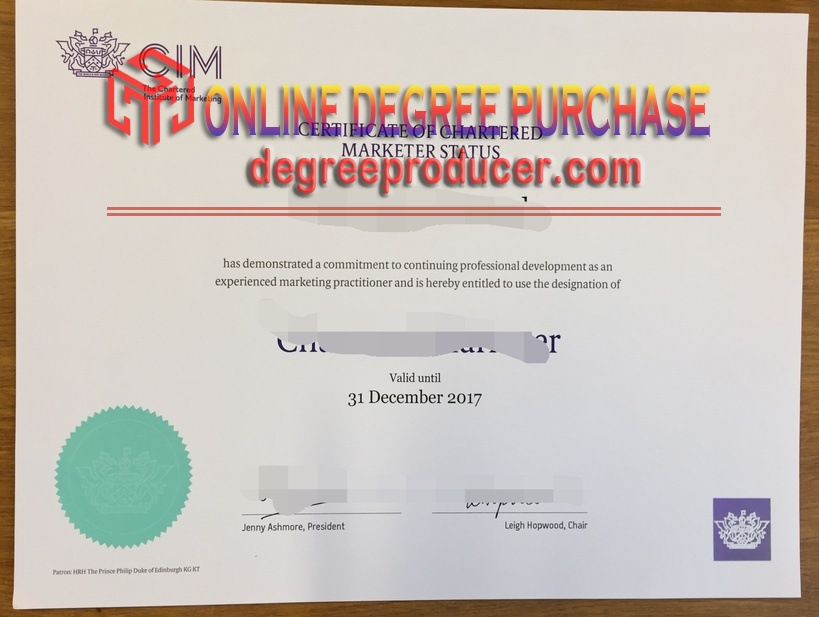 CIM
The Chartered
Institute of Marketing
ONLINE DEGREE PURCHASE
CERTIFICATE OF CHARTERED
MARKETER STATUS
degreeproducer.com
has demonstrated a commitment to continuing professional development as an
experienced marketing practitioner and is hereby entitled to use the designation of
Valid until
31 December 2017
Jenny Ashmore, President
Leigh Hopwood, Chair
Patron: HRH The Prince Philip Duke of Edinburgh KG KT